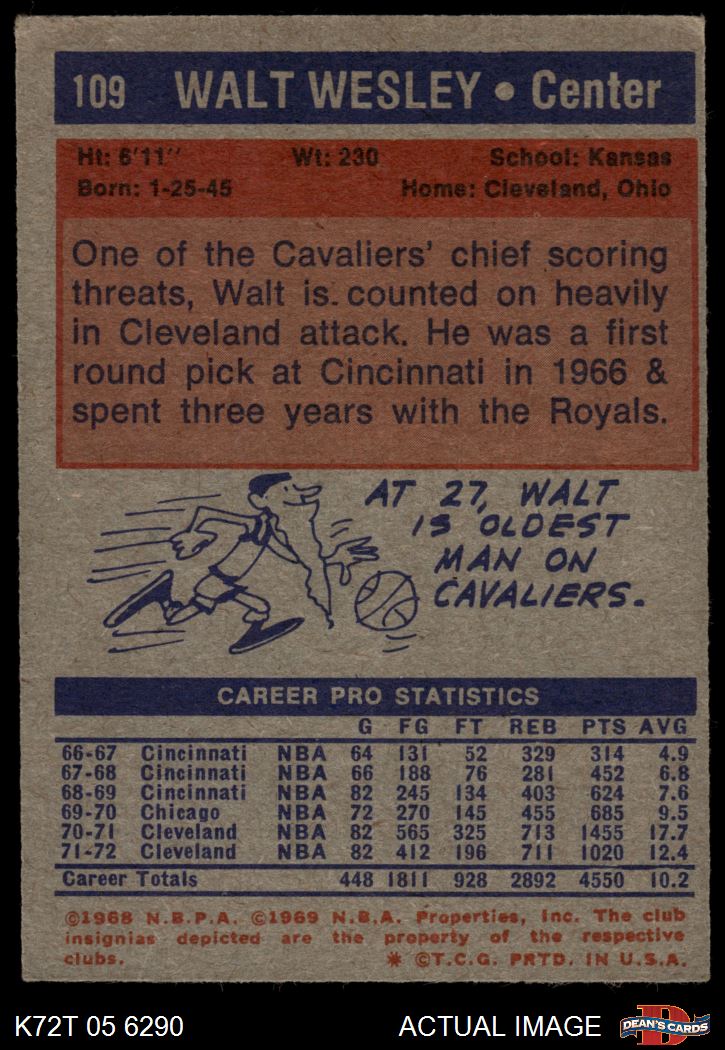 109 WALT WESLEY • Center
Ht: 6'11'' Wt: 230 School: Kansas
Born: 1-25-45 Home: Cleveland, Ohio
One of the Cavaliers' chief scoring
threats, Walt is. counted on heavily
in Cleveland attack. He was a first
round pick at Cincinnati in 1966 &
spent three years with the Royals.
AT 27, WALT
IS OLDEST
MAN ON
CAVALIERS.
CAREER PRO STATISTICS
G FG FT REB PTS AVG
66-67 Cincinnati NBA 64 131 52 329 314 4.9
67-68 Cincinnati NBA 66 188 76 281 452 6.8
68-69 Cincinnati NBA 82 245 134 403 624 7.6
69-70 Chicago NBA 72 270 145 455 685 9.5
70-71 Cleveland NBA 82 565 325 713 1455 17.7
71-72 Cleveland NBA 82 412 196 711 1020 12.4
Career Totals 448 1811 928 2892 4550 10.2
©1968 N.B.P.A. ©1969 N.B.A. Properties, Inc. The club
insignias depicted are the property of the respective
clubs. * ©T.C.G. PRTD. IN U.S.A.
K72T 05 6290 ACTUAL IMAGE DEAN'S CARDS